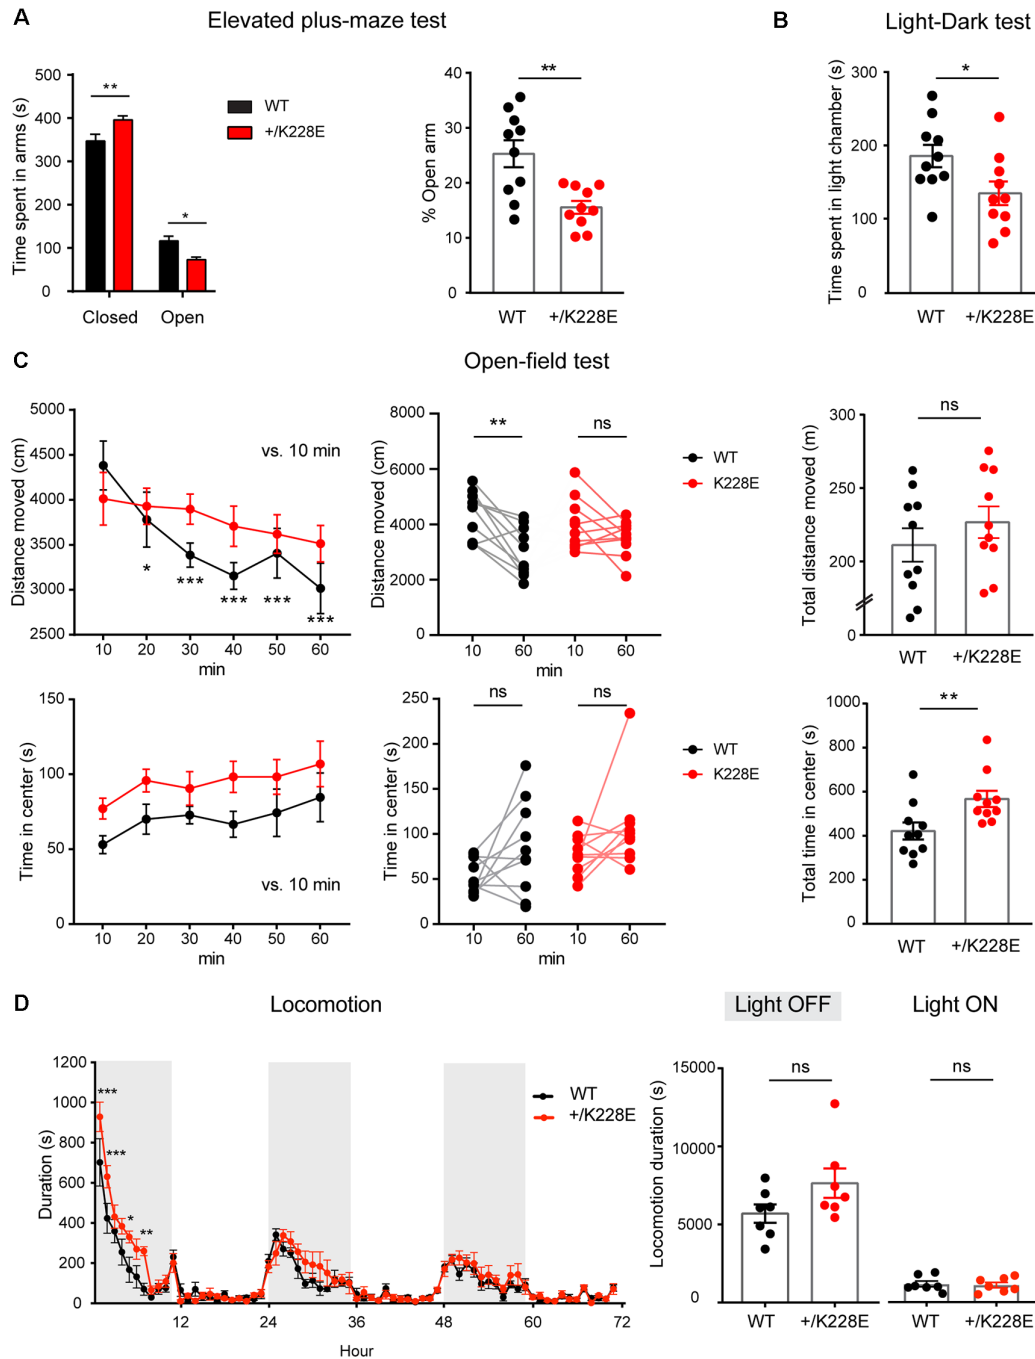 A
Elevated plus-maze test
Time spent in arms (s)
500
400
300
200
100
0
**
*
Closed
Open
WT
+/K228E
% Open arm
40
30
20
10
0
**
WT
+/K228E
B
Light-Dark test
Time spent in light chamber (s)
300
200
100
0
*
WT
+/K228E
C
Open-field test
Distance moved (cm)
5000
4000
3500
3000
2500
vs. 10 min
*
***
***
***
***
10 20 30 40 50 60
min
Distance moved (cm)
8000
6000
4000
2000
0
**
ns
10 60 10 60
min
WT
K228E
Total distance moved (m)
300
250
200
0
ns
WT
+/K228E
Time in center (s)
150
100
50
0
vs. 10 min
10 20 30 40 50 60
min
Time in center (s)
250
200
150
100
50
0
ns
ns
10 60 10 60
min
WT
K228E
Total time in center (s)
1000
800
600
400
200
0
**
WT
+/K228E
D
Locomotion
Duration (s)
1200
1000
800
600
400
200
0
***
***
*
**
12 24 36 48 60 72
Hour
WT
+/K228E
Light OFF
Light ON
Locomotion duration (s)
15000
10000
5000
0
ns
ns
WT
+/K228E
WT
+/K228E